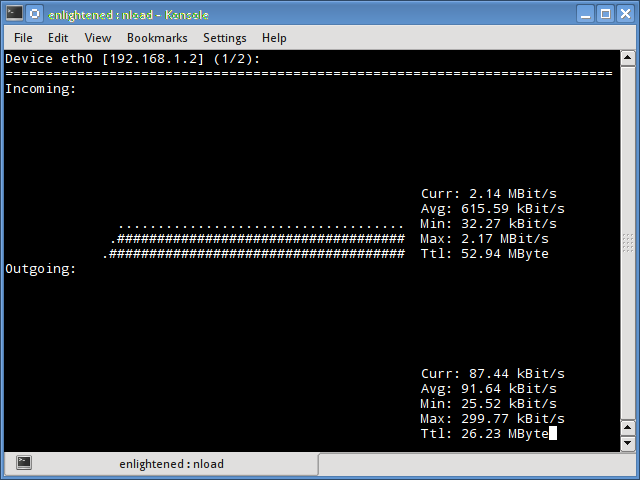 enlightened : nload - Konsole
File Edit View Bookmarks Settings Help
Device eth0 [192.168.1.2] (1/2):
============================================================================
Incoming:
Curr: 2.14 MBit/s
Avg: 615.59 kBit/s
.................................... Min: 32.27 kBit/s
.#################################### Max: 2.17 MBit/s
.##################################### Ttl: 52.94 MByte
Outgoing:
Curr: 87.44 kBit/s
Avg: 91.64 kBit/s
Min: 25.52 kBit/s
Max: 299.77 kBit/s
Ttl: 26.23 MByte
enlightened : nload